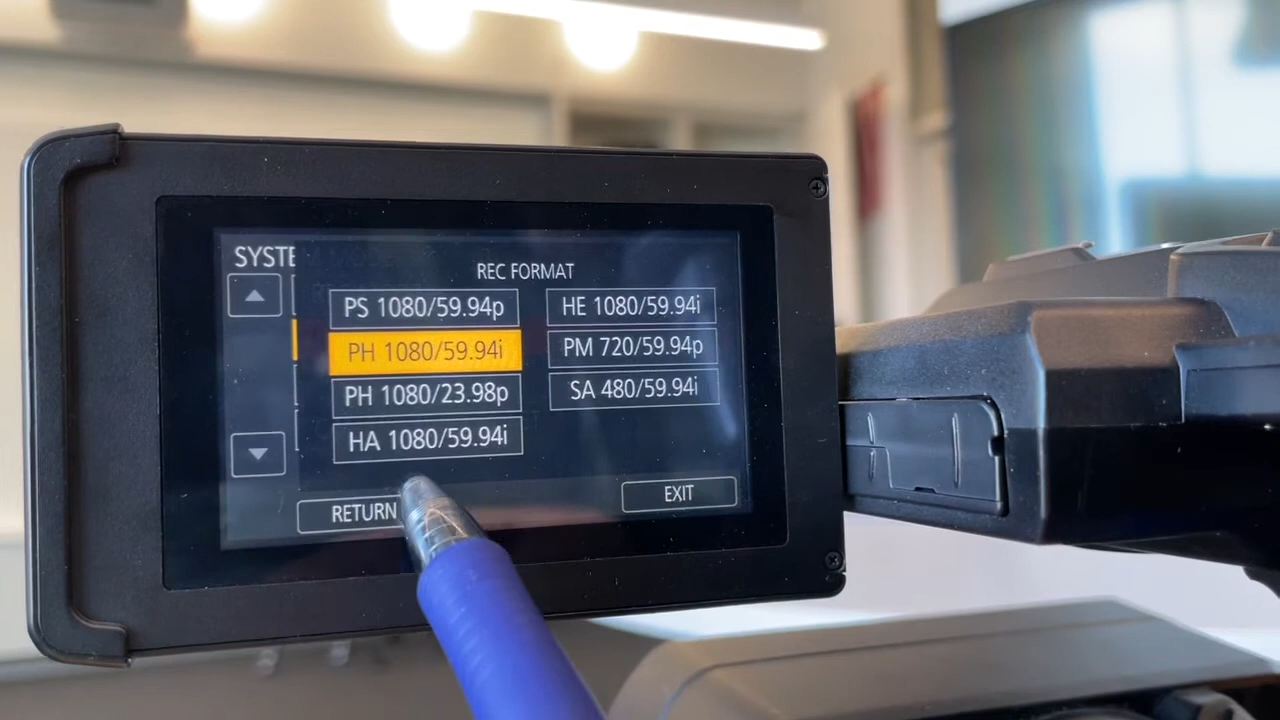 SYSTE
REC FORMAT
PS 1080/59.94p
PH 1080/59.94i
PH 1080/23.98p
HA 1080/59.94i
HE 1080/59.94i
PM 720/59.94p
SA 480/59.94i
RETURN
EXIT